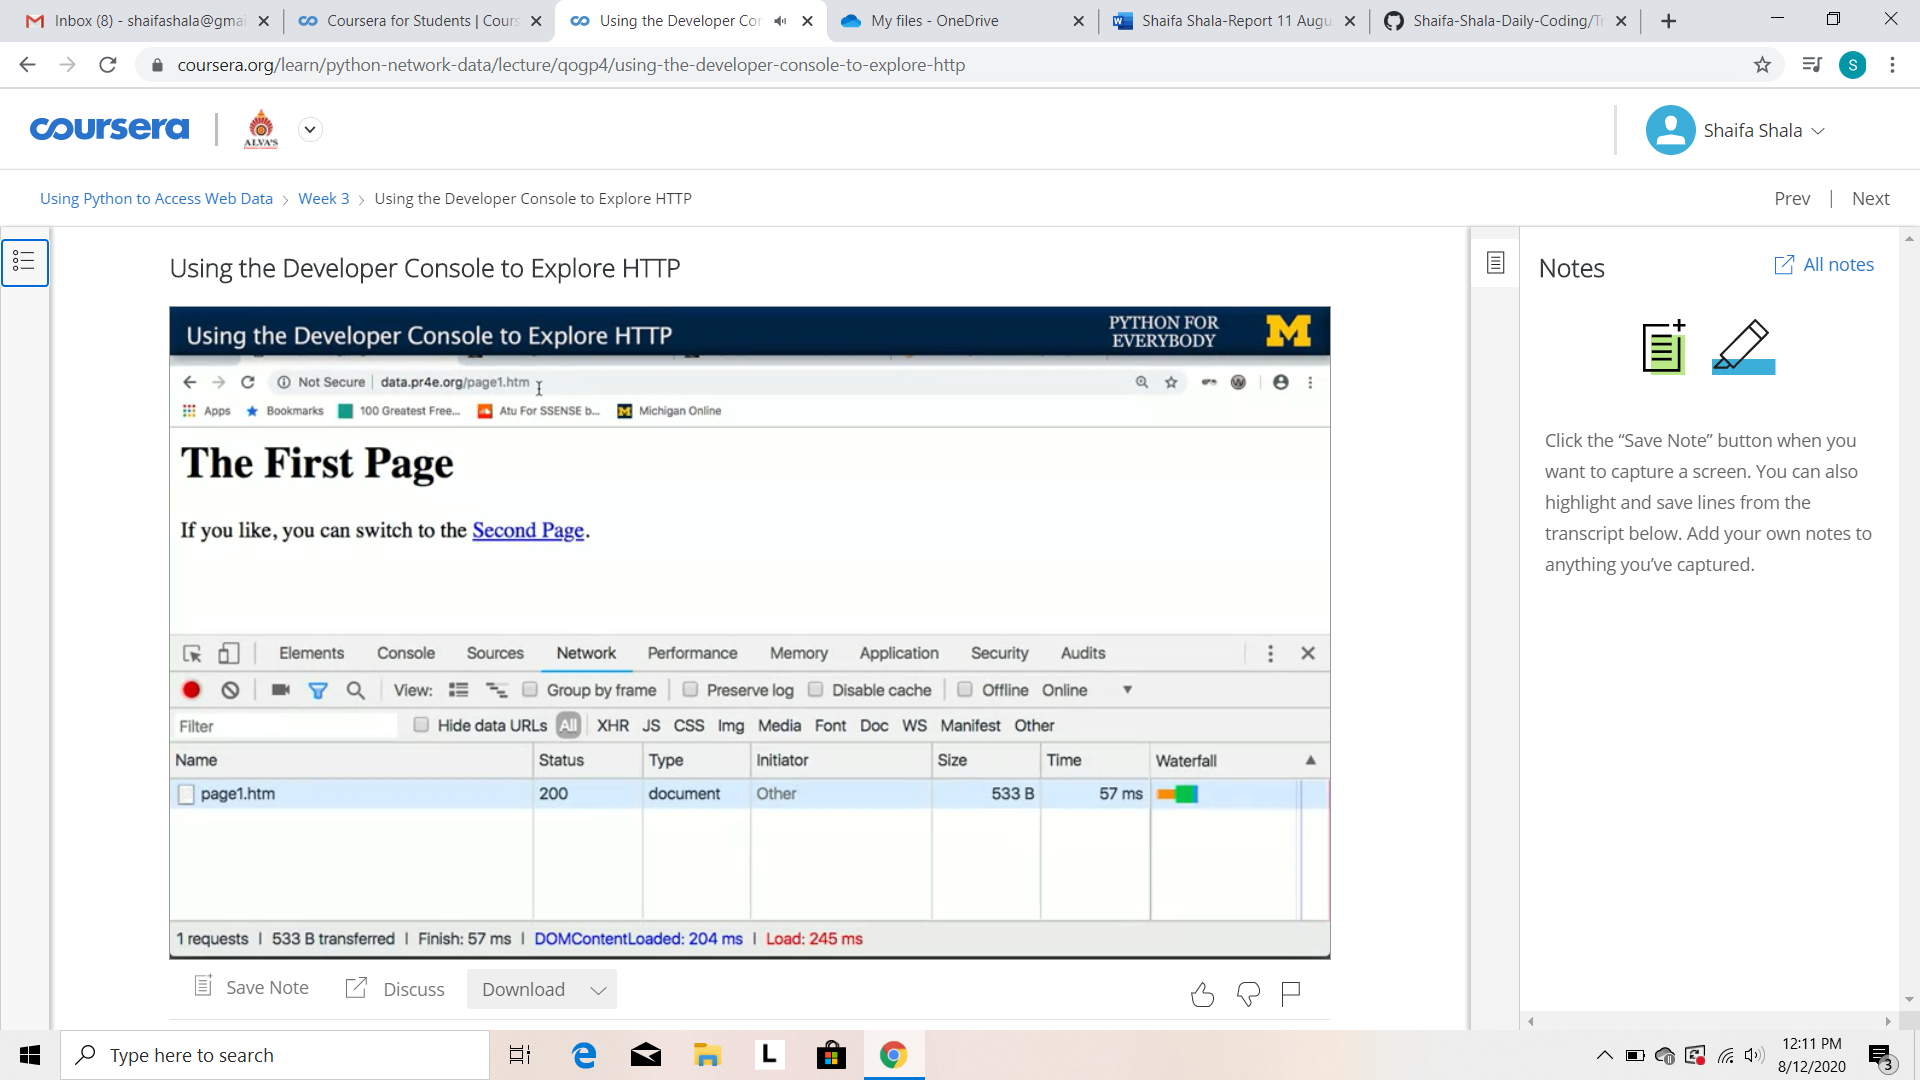 Inbox (8) - shaifashala@gmai
Coursera for Students | Cours
Using the Developer Con
My files - OneDrive
Shaifa Shala-Report 11 Augu
Shaifa-Shala-Daily-Coding/Tr
coursera.org/learn/python-network-data/lecture/qogp4/using-the-developer-console-to-explore-http
S
coursera
ALVA'S
Shaifa Shala
Using Python to Access Web Data > Week 3 > Using the Developer Console to Explore HTTP
Prev | Next
Using the Developer Console to Explore HTTP
Using the Developer Console to Explore HTTP
PYTHON FOR
EVERYBODY
M
Not Secure | data.pr4e.org/page1.htm
Apps Bookmarks 100 Greatest Free... Atu For SSENSE b... Michigan Online
The First Page
If you like, you can switch to the Second Page.
Elements Console Sources Network Performance Memory Application Security Audits
View: Group by frame Preserve log Disable cache Offline Online
Filter Hide data URLs All XHR JS CSS Img Media Font Doc WS Manifest Other
Name Status Type Initiator Size Time Waterfall
page1.htm 200 document Other 533 B 57 ms
1 requests | 533 B transferred | Finish: 57 ms | DOMContentLoaded: 204 ms | Load: 245 ms
Save Note Discuss Download
Notes
All notes
Click the “Save Note” button when you
want to capture a screen. You can also
highlight and save lines from the
transcript below. Add your own notes to
anything you’ve captured.
Type here to search
L
12:11 PM
8/12/2020
3